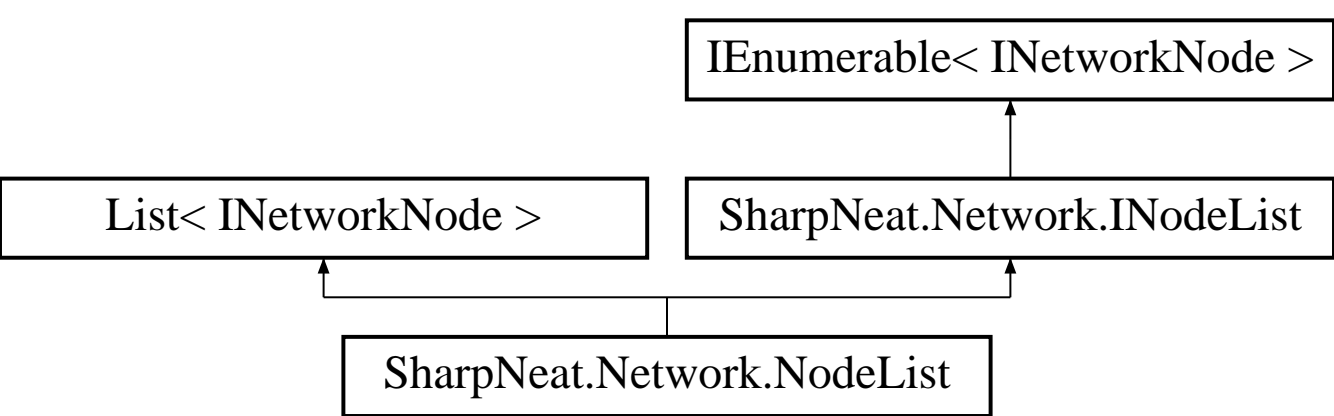 IEnumerable< INetworkNode >
List< INetworkNode >
SharpNeat.Network.INodeList
SharpNeat.Network.NodeList